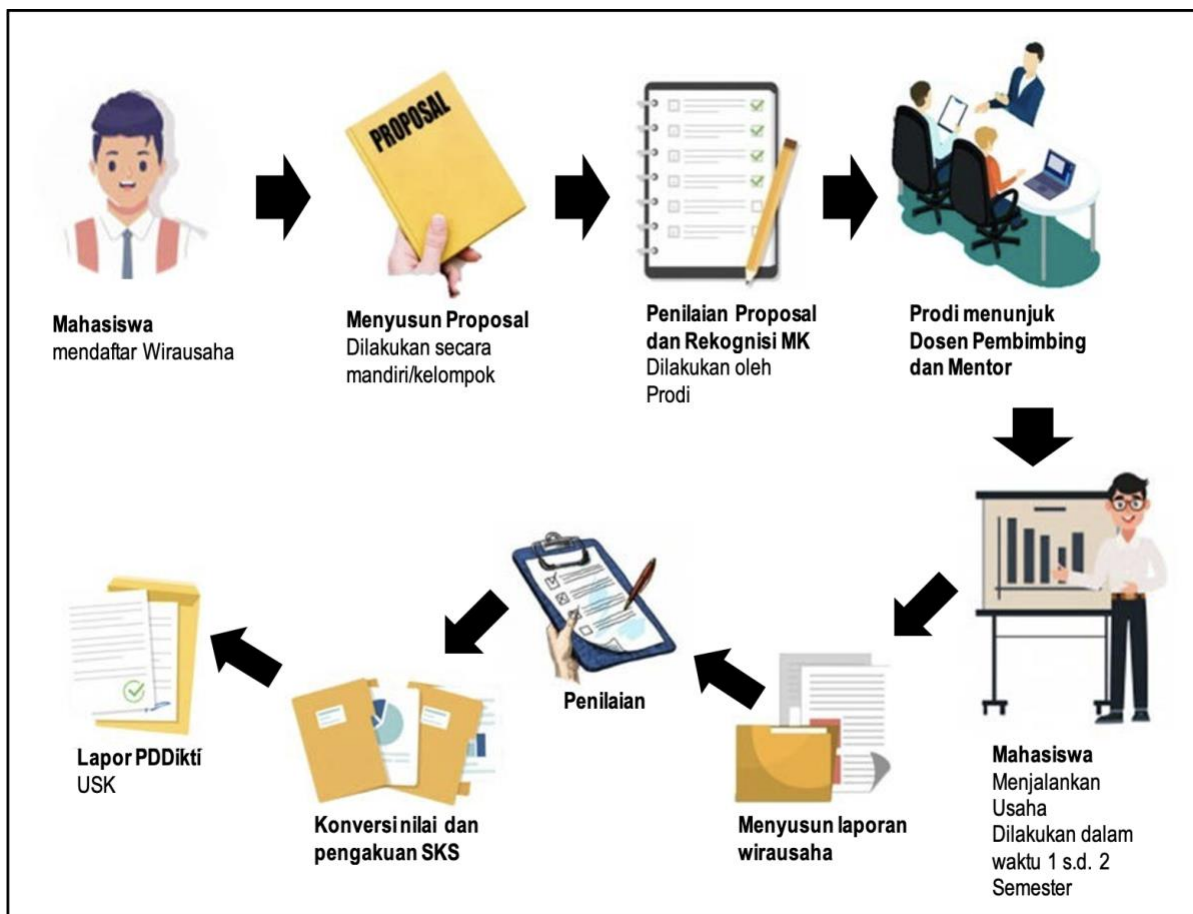 PROPOSAL
Mahasiswa
mendaftar Wirausaha
Menyusun Proposal
Dilakukan secara
mandiri/kelompok
Penilaian Proposal
dan Rekognisi MK
Dilakukan oleh
Prodi
Prodi menunjuk
Dosen Pembimbing
dan Mentor
Mahasiswa
Menjalankan
Usaha
Dilakukan dalam
waktu 1 s.d. 2
Semester
Menyusun laporan
wirausaha
Penilaian
Konversi nilai dan
pengakuan SKS
Lapor PDDikti
USK